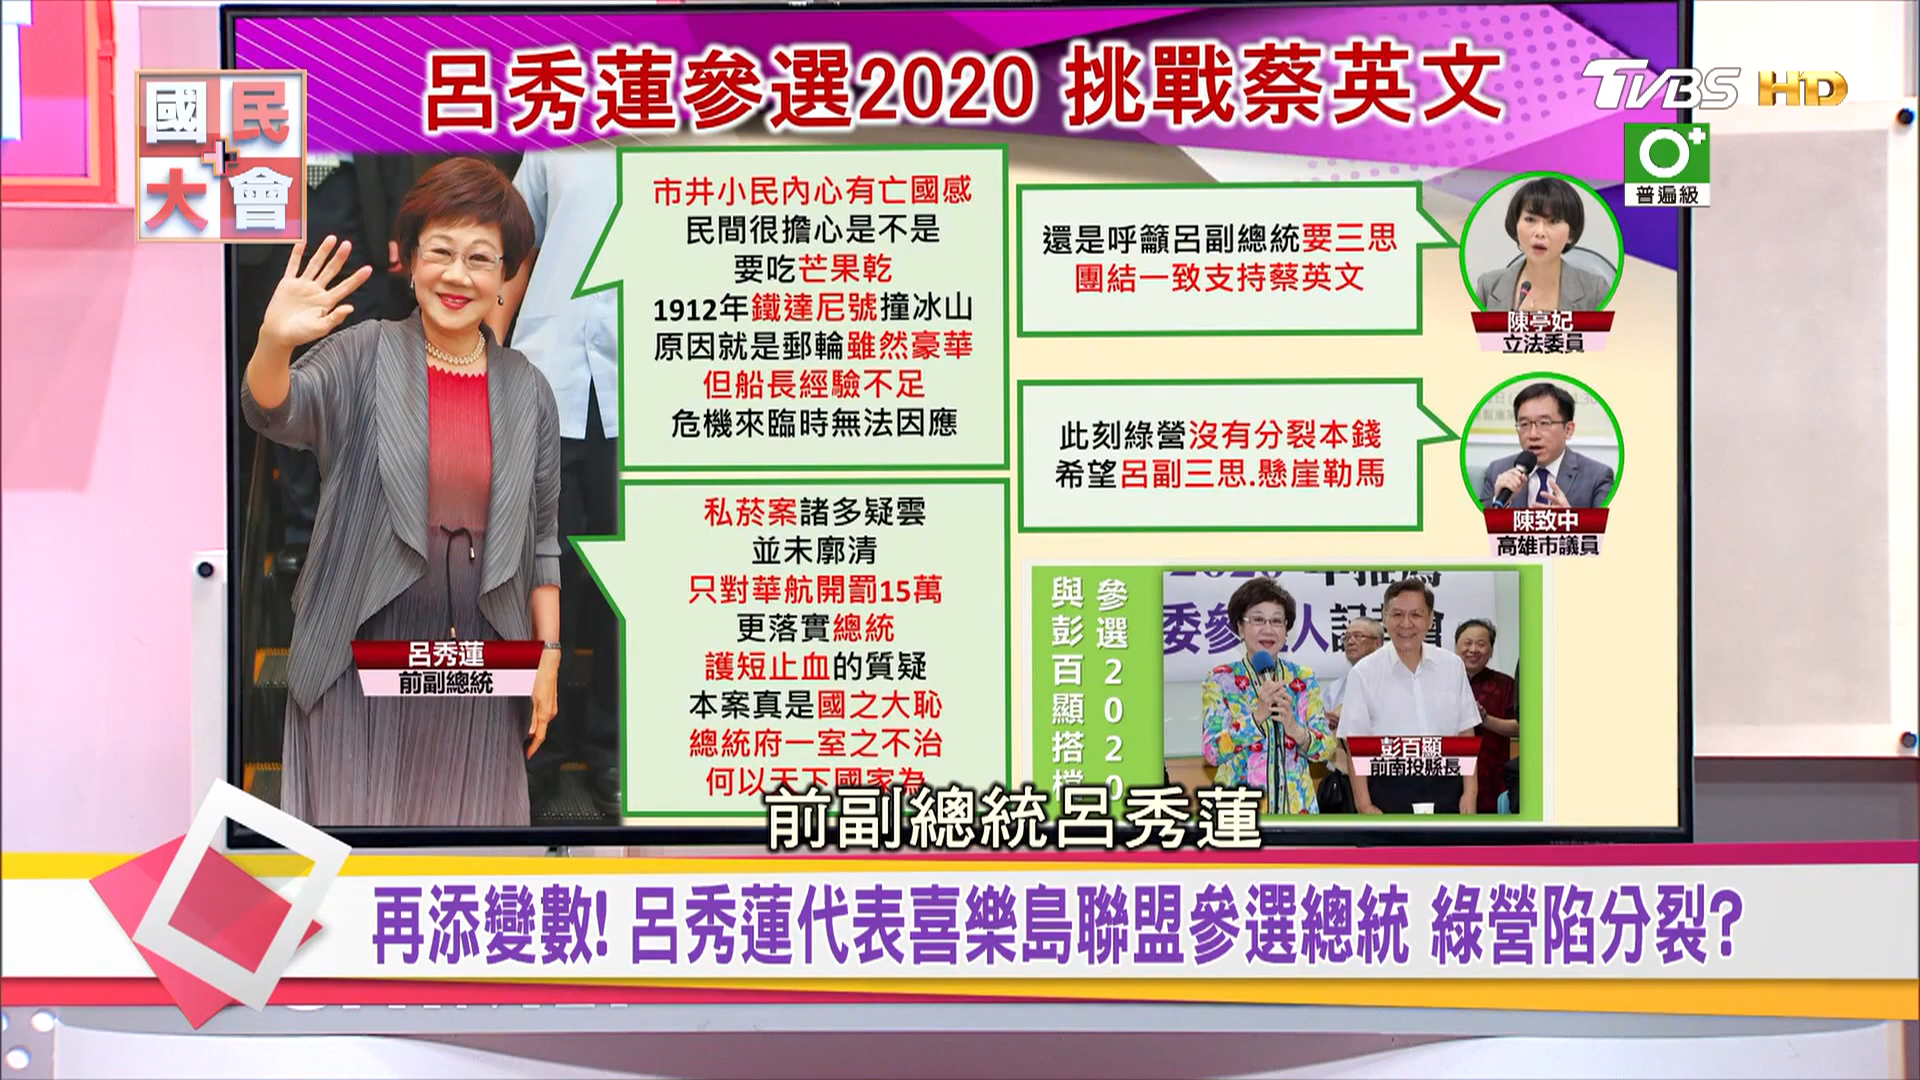 呂秀蓮參選2020 挑戰蔡英文
TVBS HD
國民
大會
普遍級
市井小民內心有亡國感
民間很擔心是不是
要吃芒果乾
1912年鐵達尼號撞冰山
原因就是郵輪雖然豪華
但船長經驗不足
危機來臨時無法因應
私菸案諸多疑雲
並未廓清
只對華航開罰15萬
更落實總統
護短止血的質疑
本案真是國之大恥
總統府一室之不治
何以天下國家為
呂秀蓮
前副總統
還是呼籲呂副總統要三思
團結一致支持蔡英文
陳亭妃
立法委員
此刻綠營沒有分裂本錢
希望呂副三思.懸崖勒馬
陳致中
高雄市議員
參選2020
與彭百顯搭檔
彭百顯
前南投縣長
前副總統呂秀蓮
再添變數! 呂秀蓮代表喜樂島聯盟參選總統 綠營陷分裂?